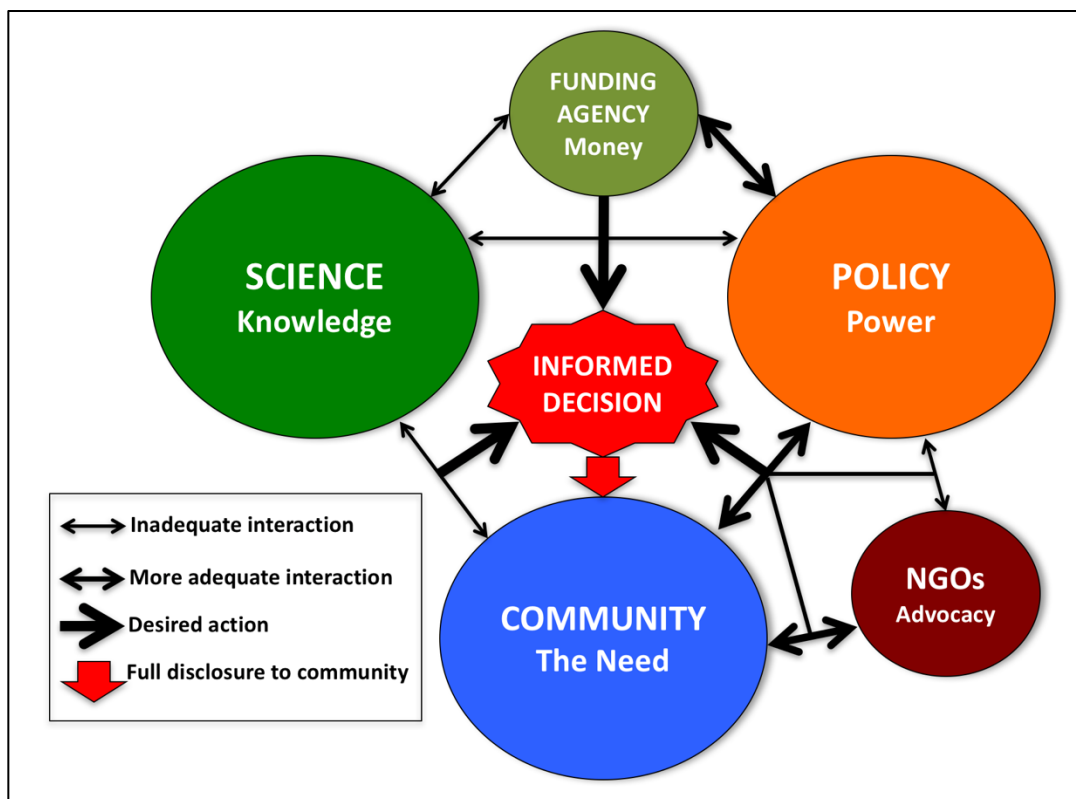 FUNDING
AGENCY
Money
SCIENCE
Knowledge
POLICY
Power
INFORMED
DECISION
COMMUNITY
The Need
NGOs
Advocacy
Inadequate interaction
More adequate interaction
Desired action
Full disclosure to community